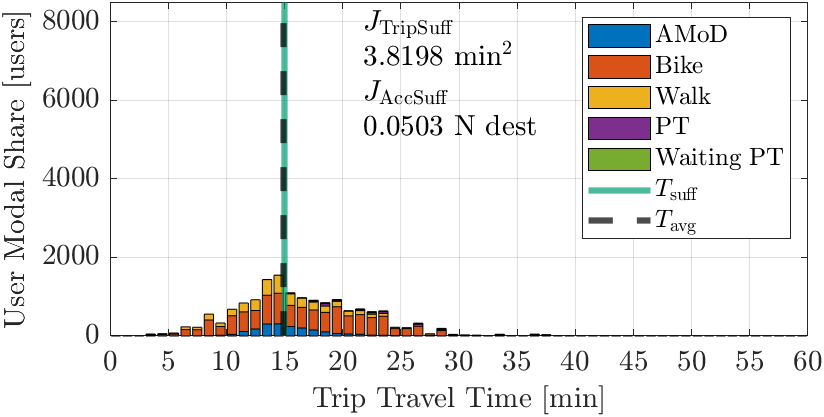 J_TripSuff
3.8198 min²
J_AccSuff
0.0503 N dest
AMoD
Bike
Walk
PT
Waiting PT
T_suff
T_avg
User Modal Share [users]
8000
6000
4000
2000
0
0 5 10 15 20 25 30 35 40 45 50 55 60
Trip Travel Time [min]